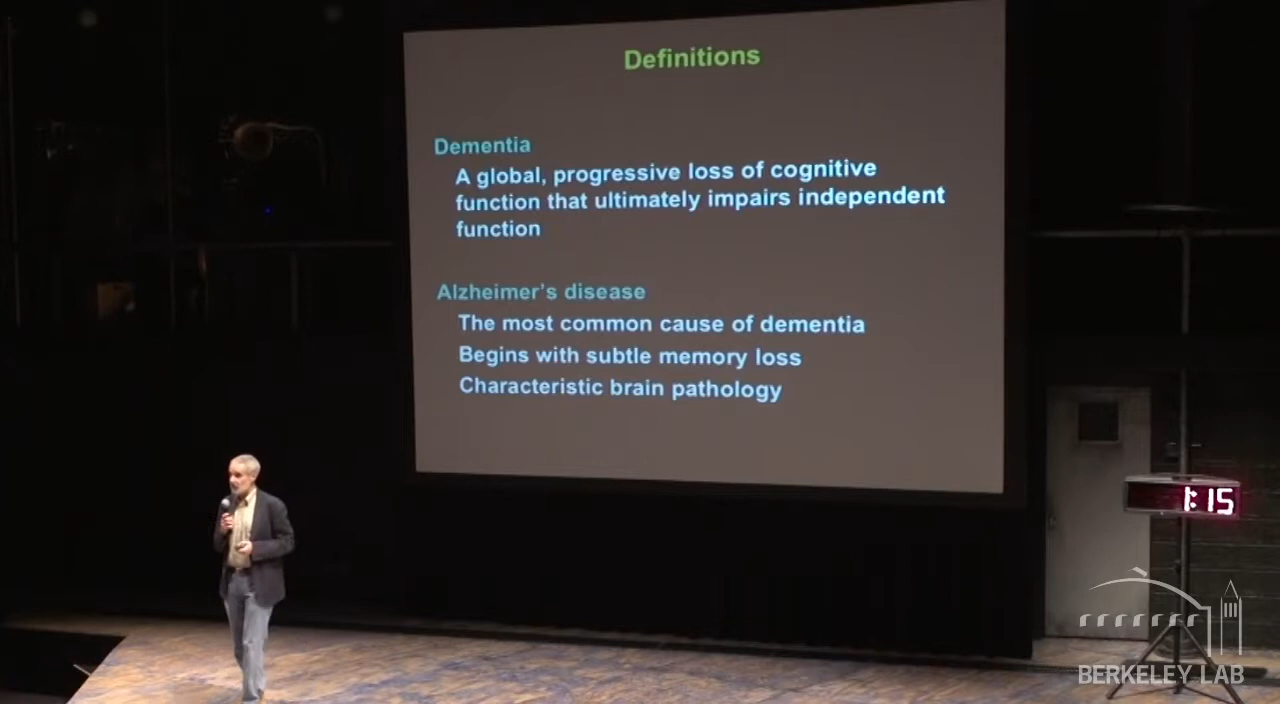 Definitions
Dementia
A global, progressive loss of cognitive
function that ultimately impairs independent
function
Alzheimer's disease
The most common cause of dementia
Begins with subtle memory loss
Characteristic brain pathology
1:15
BERKELEY LAB